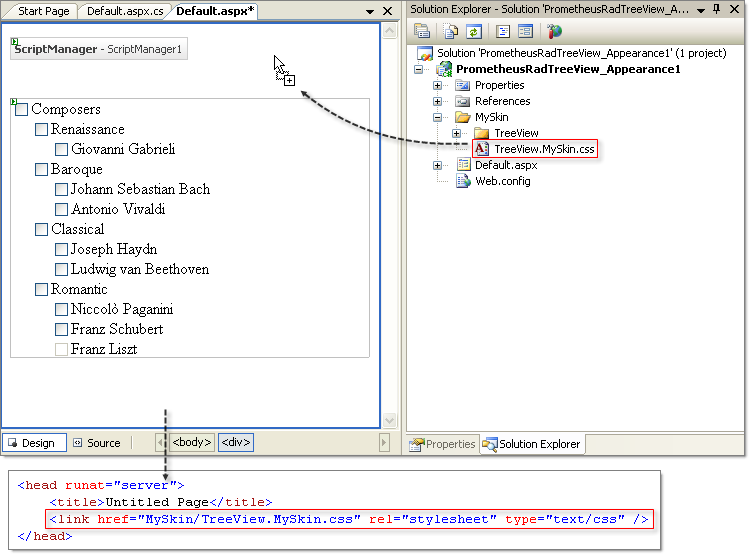 Start Page Default.aspx.cs Default.aspx*
ScriptManager - ScriptManager1
Composers
Renaissance
Giovanni Gabrieli
Baroque
Johann Sebastian Bach
Antonio Vivaldi
Classical
Joseph Haydn
Ludwig van Beethoven
Romantic
Niccolò Paganini
Franz Schubert
Franz Liszt
Design Source <body> <div>
Solution Explorer - Solution 'PrometheusRadTreeView_A...
Solution 'PrometheusRadTreeView_Appearance1' (1 project)
PrometheusRadTreeView_Appearance1
Properties
References
MySkin
TreeView
TreeView.MySkin.css
Default.aspx
Web.config
Properties Solution Explorer
<head runat="server">
<title>Untitled Page</title>
<link href="MySkin/TreeView.MySkin.css" rel="stylesheet" type="text/css" />
</head>